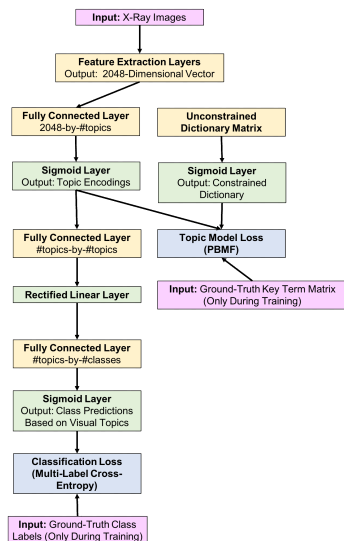 Input: X-Ray Images
Feature Extraction Layers
Output: 2048-Dimensional Vector
Fully Connected Layer
2048-by-#topics
Unconstrained
Dictionary Matrix
Sigmoid Layer
Output: Topic Encodings
Sigmoid Layer
Output: Constrained
Dictionary
Fully Connected Layer
#topics-by-#topics
Topic Model Loss
(PBMF)
Rectified Linear Layer
Input: Ground-Truth Key Term Matrix
(Only During Training)
Fully Connected Layer
#topics-by-#classes
Sigmoid Layer
Output: Class Predictions
Based on Visual Topics
Classification Loss
(Multi-Label Cross-
Entropy)
Input: Ground-Truth Class
Labels (Only During Training)